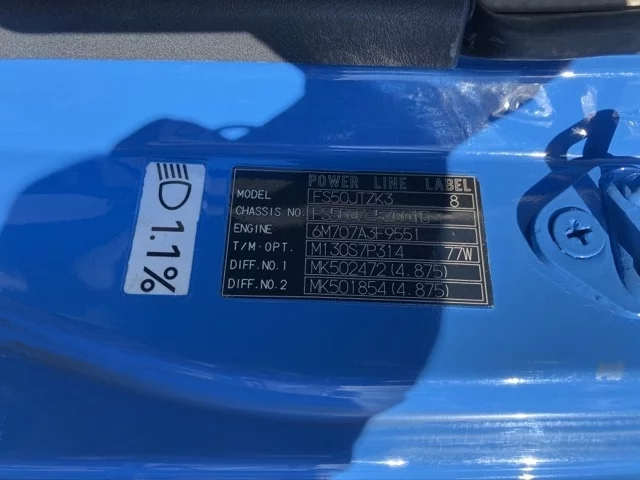 POWER LINE LABEL
MODEL FS50JTZK3 8
CHASSIS NO.
ENGINE 6M707A3F9551
T/M·OPT. M130S7P314 77W
DIFF.NO.1 MK502472(4.875)
DIFF.NO.2 MK501854(4.875)
1.1%